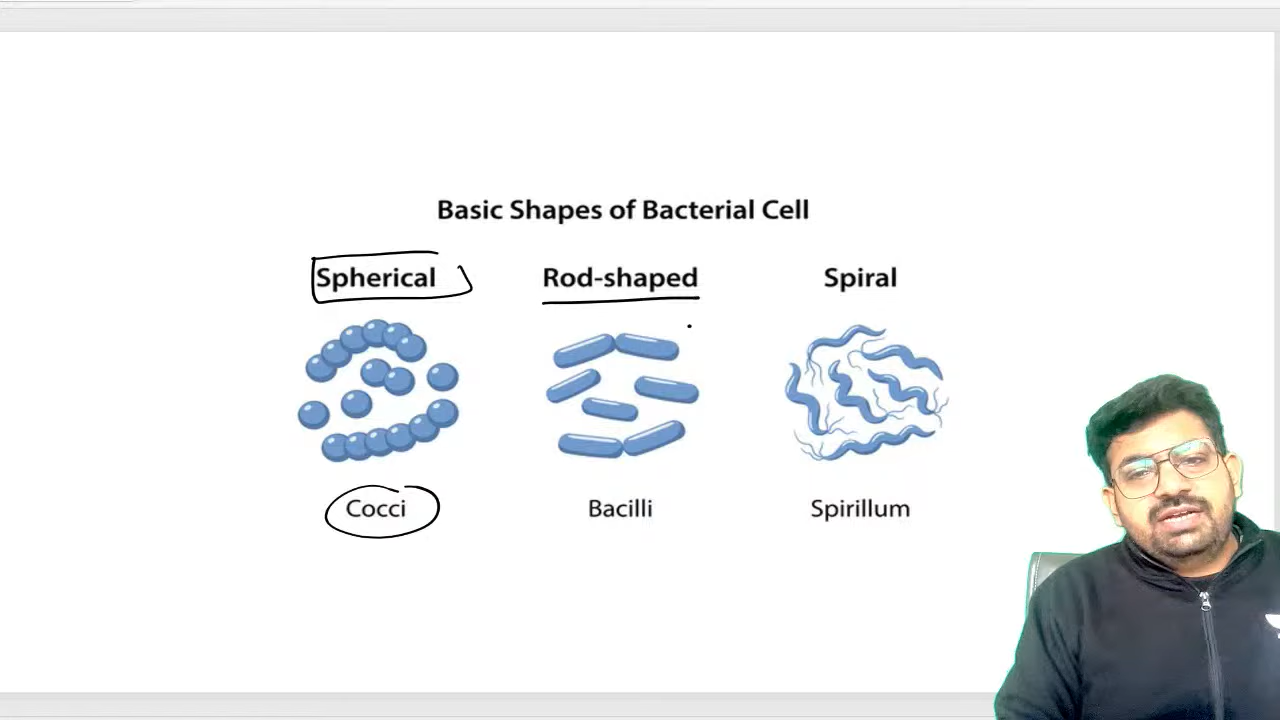 Basic Shapes of Bacterial Cell
Spherical
Rod-shaped
Spiral
Cocci
Bacilli
Spirillum